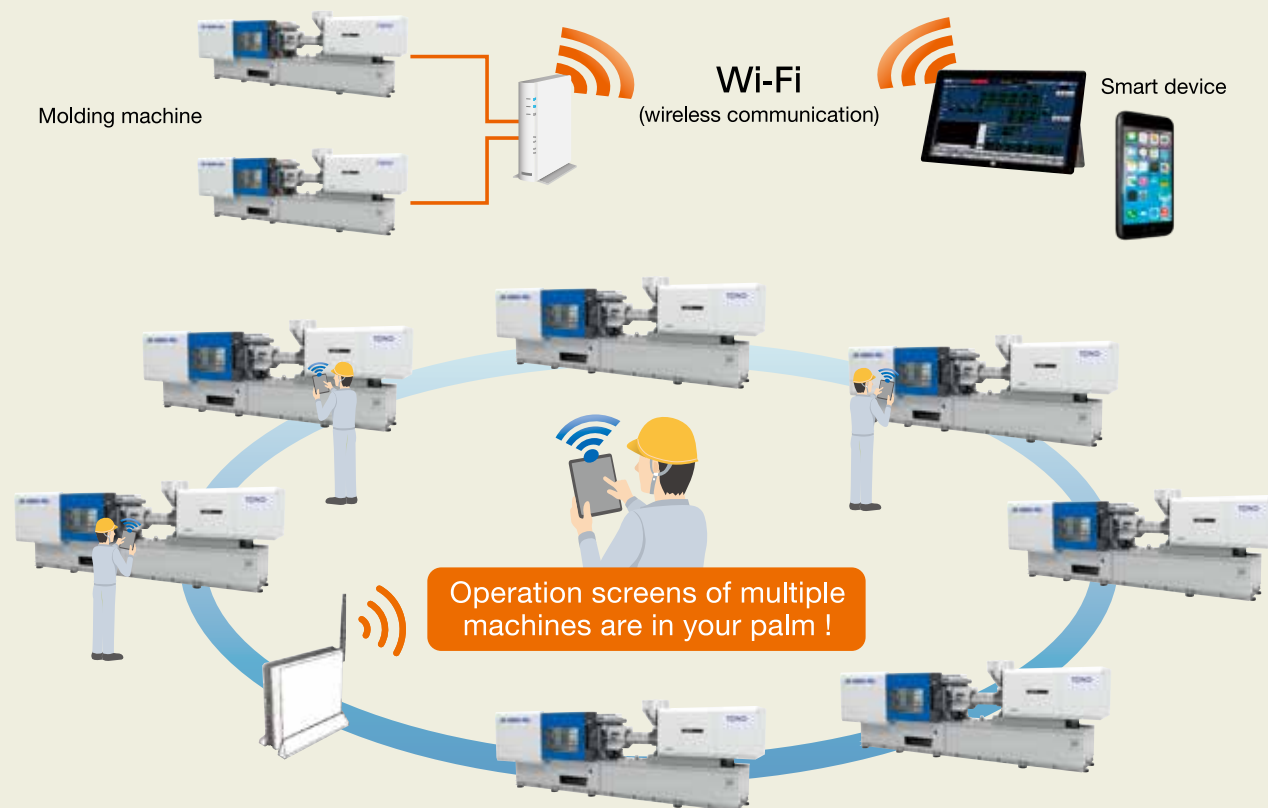 Wi-Fi
(wireless communication)
Smart device
Molding machine
Operation screens of multiple
machines are in your palm !